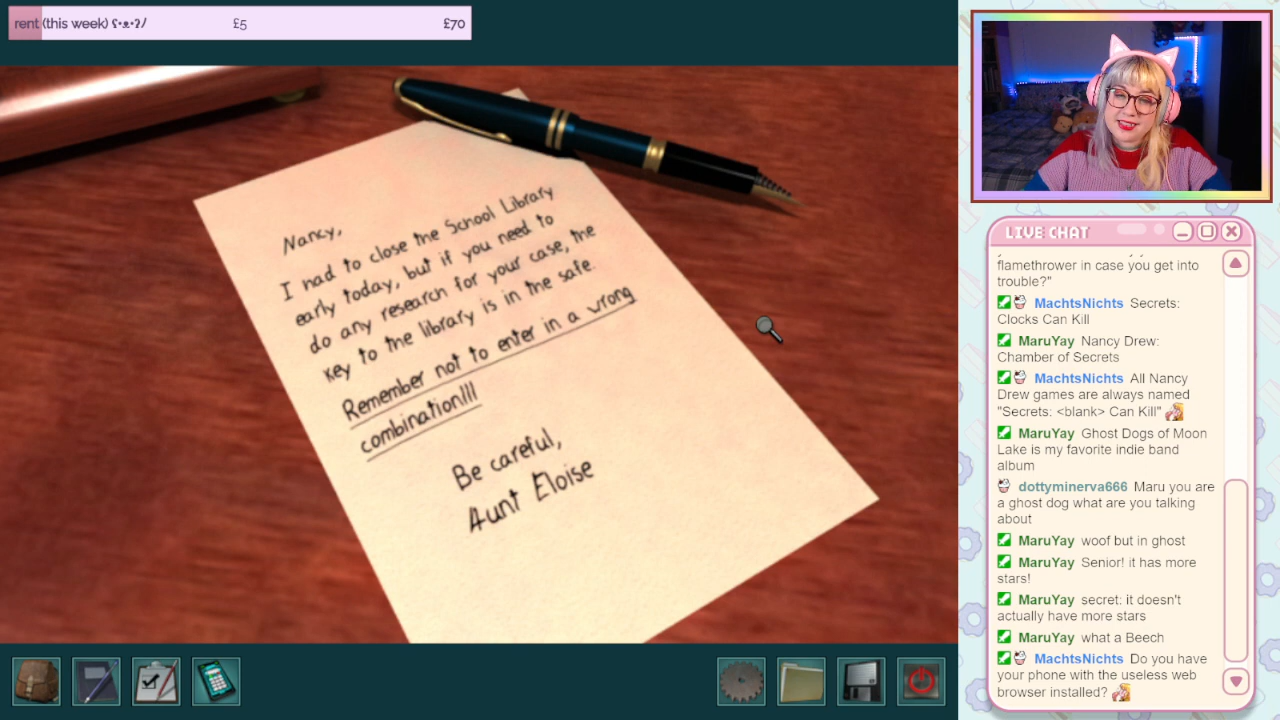 rent (this week) ʕ•ᴥ•ʔﾉ £5 £70
Nancy,
I had to close the School Library
early today, but if you need to
do any research for your case, the
key to the library is in the safe.
Remember not to enter in a wrong
combination!!!
Be careful,
Aunt Eloise
LIVE CHAT
flamethrower in case you get into
trouble?"
MachtsNichts Secrets:
Clocks Can Kill
MaruYay Nancy Drew:
Chamber of Secrets
MachtsNichts All Nancy
Drew games are always named
"Secrets: <blank> Can Kill"
MaruYay Ghost Dogs of Moon
Lake is my favorite indie band
album
dottyminerva666 Maru you are
a ghost dog what are you talking
about
MaruYay woof but in ghost
MaruYay Senior! it has more
stars!
MaruYay secret: it doesn't
actually have more stars
MaruYay what a Beech
MachtsNichts Do you have
your phone with the useless web
browser installed?